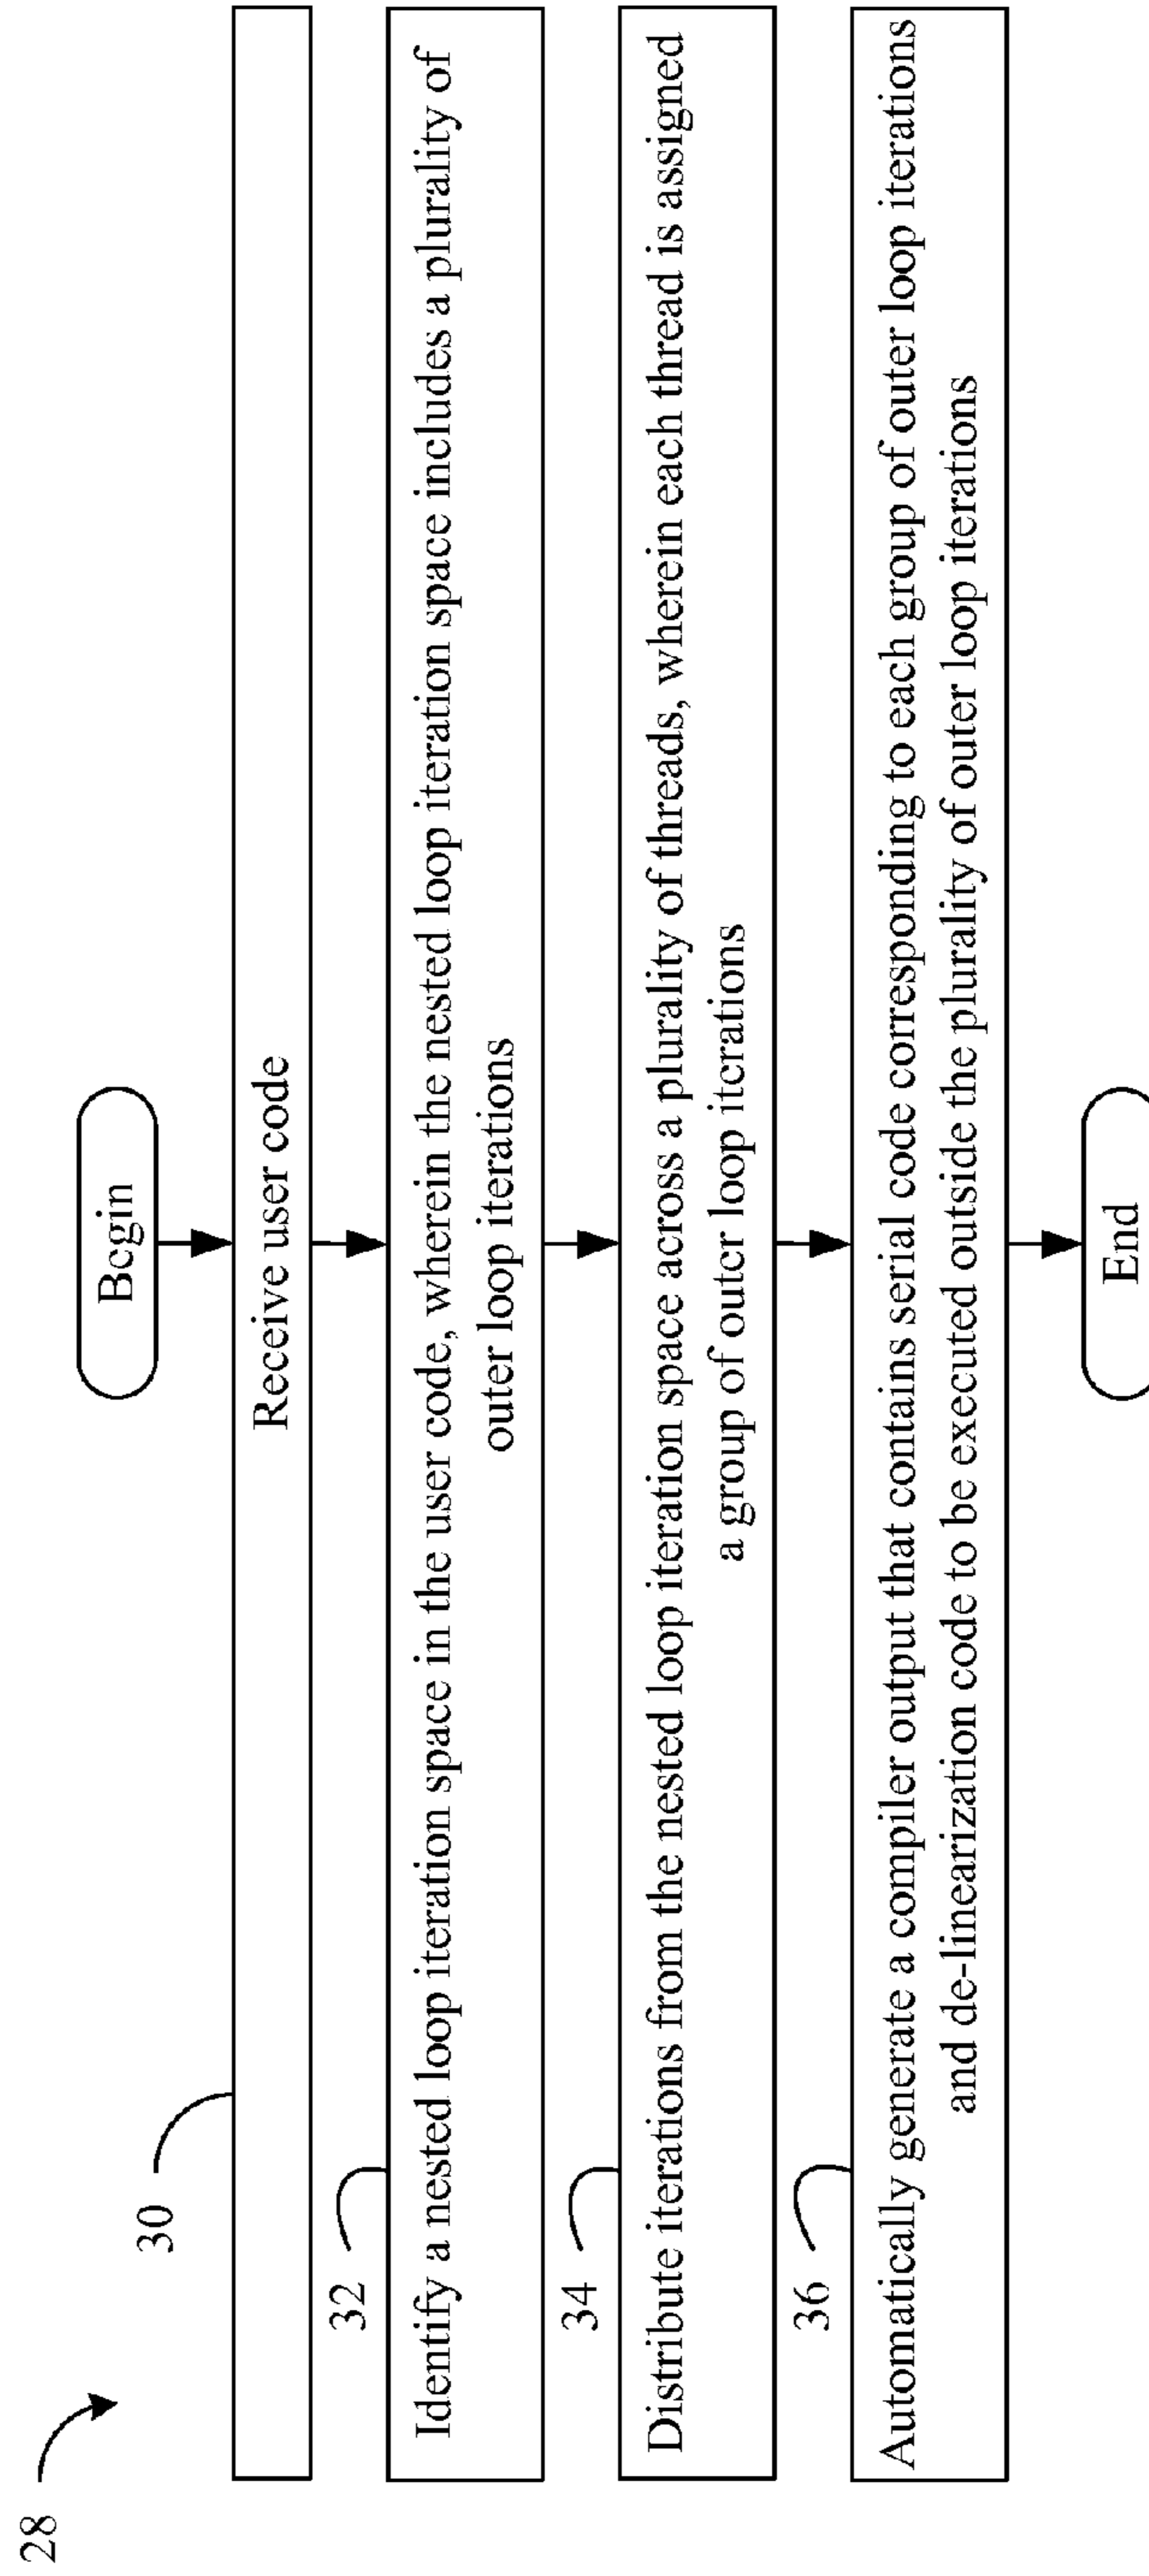 28
Begin
30
Receive user code
32
Identify a nested loop iteration space in the user code, wherein the nested loop iteration space includes a plurality of
outer loop iterations
34
Distribute iterations from the nested loop iteration space across a plurality of threads, wherein each thread is assigned
a group of outer loop iterations
36
Automatically generate a compiler output that contains serial code corresponding to each group of outer loop iterations
and de-linearization code to be executed outside the plurality of outer loop iterations
End